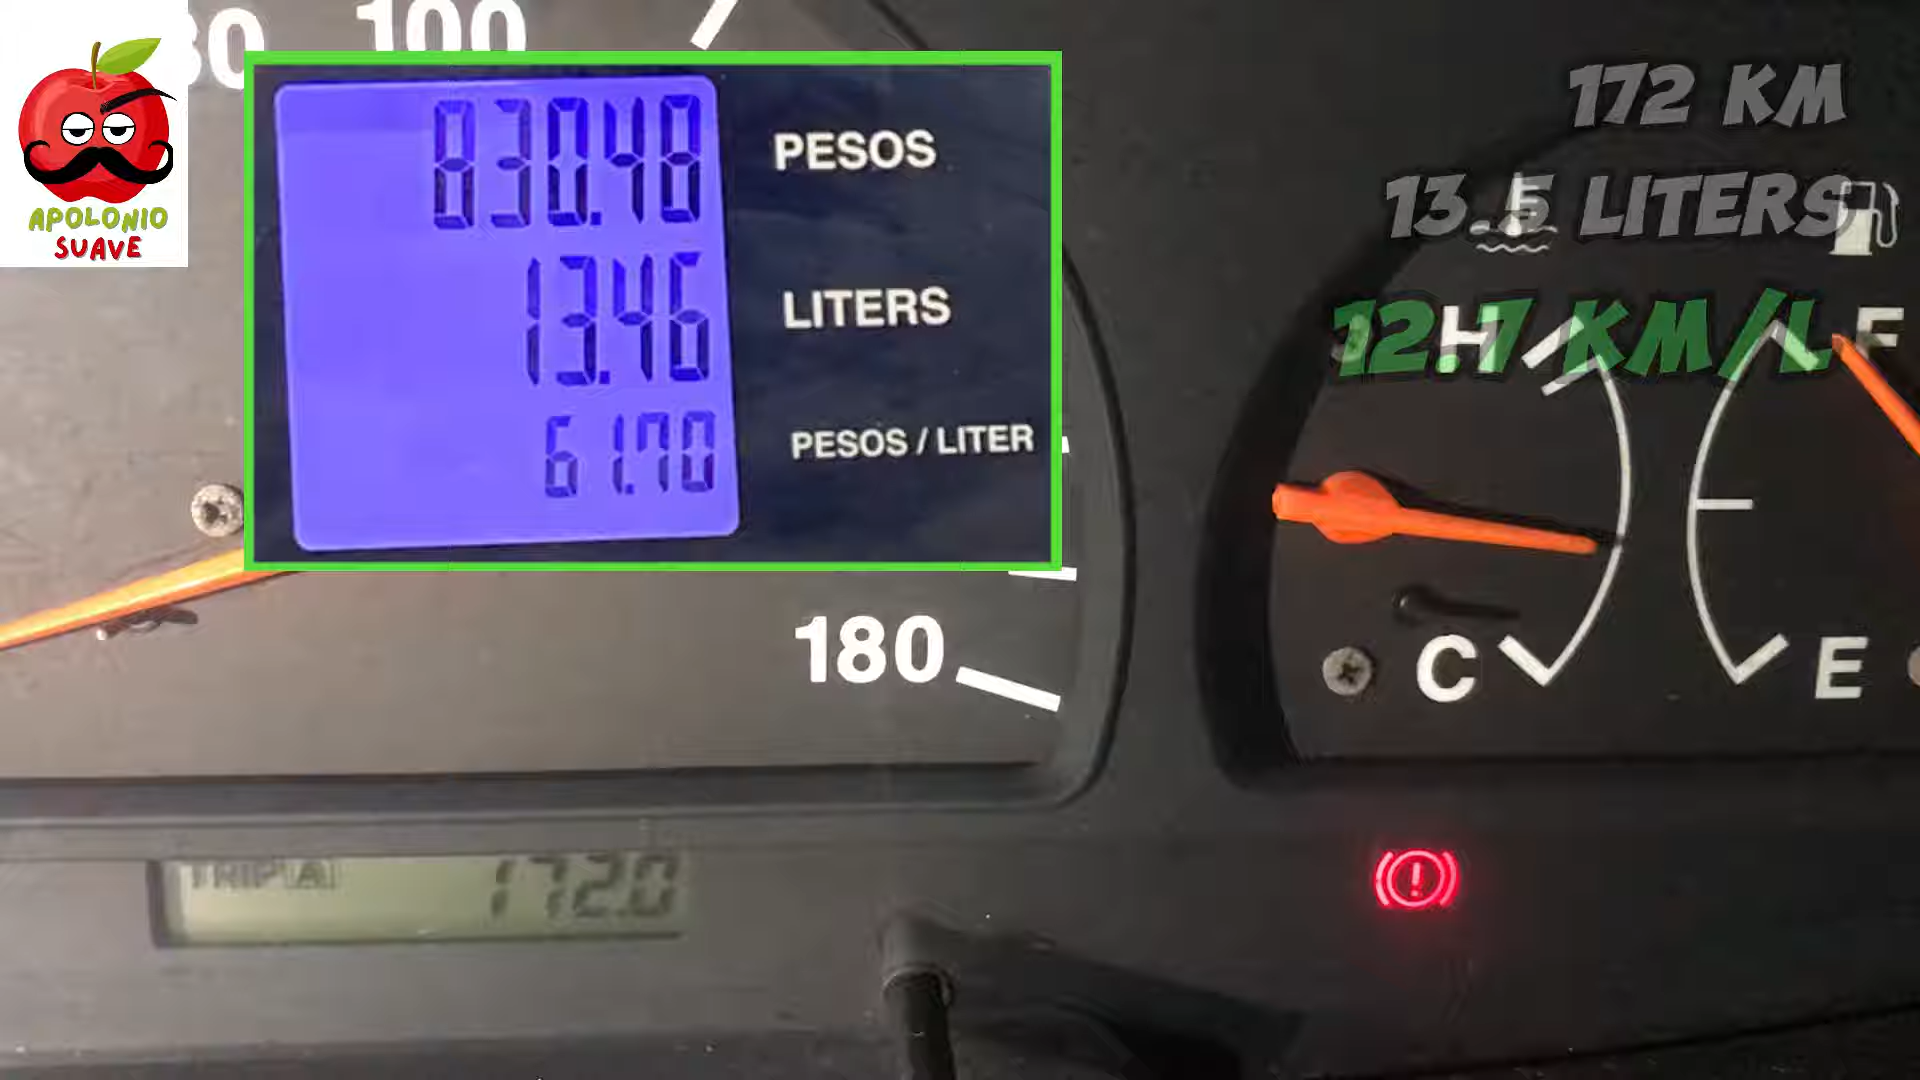 80
100
APOLONIO
SUAVE
830.48
PESOS
13.46
LITERS
61.70
PESOS / LITER
172 KM
13.5 LITERS
12.7 KM/L
H
F
C
E
180
TRIP A
172.0